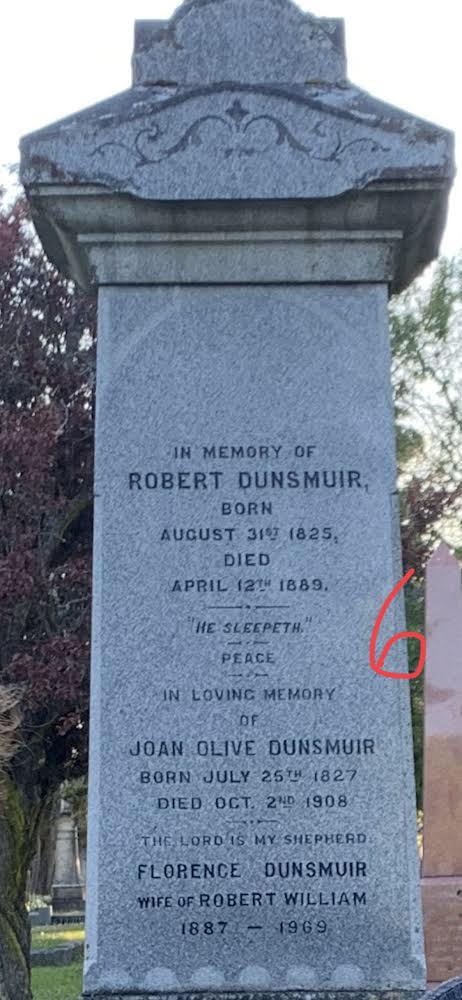 IN MEMORY OF
ROBERT DUNSMUIR,
BORN
AUGUST 31ST 1825,
DIED
APRIL 12TH 1889.
"HE SLEEPETH."
PEACE
IN LOVING MEMORY
OF
JOAN OLIVE DUNSMUIR
BORN JULY 25TH 1827
DIED OCT. 2ND 1908
"THE LORD IS MY SHEPHERD
FLORENCE DUNSMUIR
WIFE OF ROBERT WILLIAM
1887 — 1969
6